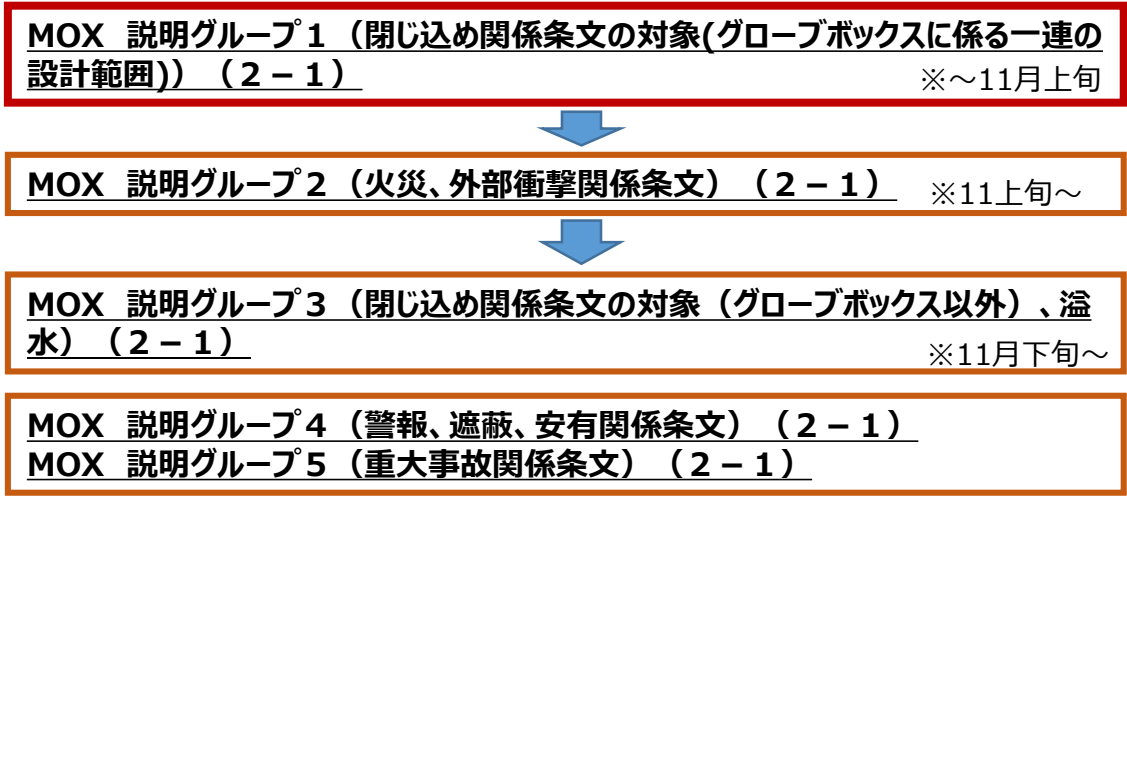 MOX 説明グループ１（閉じ込め関係条文の対象(グローブボックスに係る一連の
設計範囲)）（２－１）
※～11月上旬
MOX 説明グループ２（火災、外部衝撃関係条文）（２－１）
※11上旬～
MOX 説明グループ３（閉じ込め関係条文の対象（グローブボックス以外）、溢
水）（２－１）
※11月下旬～
MOX 説明グループ４（警報、遮蔽、安有関係条文）（２－１）
MOX 説明グループ５（重大事故関係条文）（２－１）